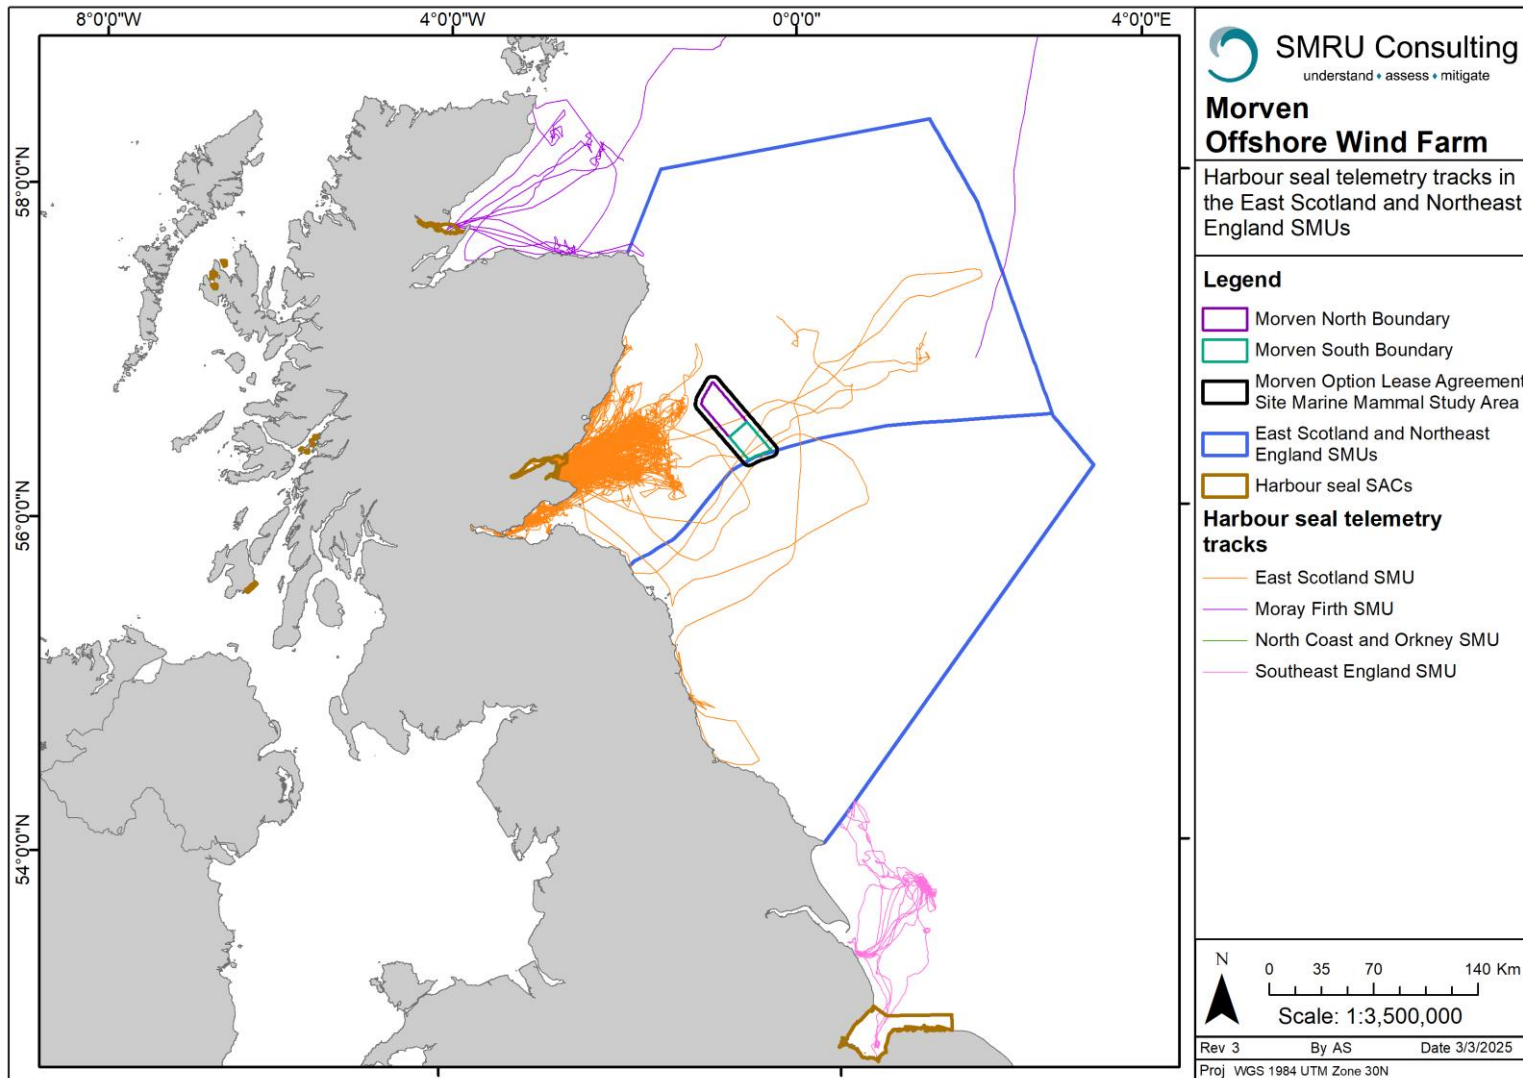 8°0'0"W
4°0'0"W
0°0'0"
4°0'0"E
58°0'0"N
56°0'0"N
54°0'0"N
SMRU Consulting
understand ♦ assess ♦ mitigate
Morven
Offshore Wind Farm
Harbour seal telemetry tracks in
the East Scotland and Northeast
England SMUs
Legend
Morven North Boundary
Morven South Boundary
Morven Option Lease Agreement
Site Marine Mammal Study Area
East Scotland and Northeast
England SMUs
Harbour seal SACs
Harbour seal telemetry
tracks
East Scotland SMU
Moray Firth SMU
North Coast and Orkney SMU
Southeast England SMU
N
0 35 70 140 Km
Scale: 1:3,500,000
Rev 3 By AS Date 3/3/2025
Proj WGS 1984 UTM Zone 30N